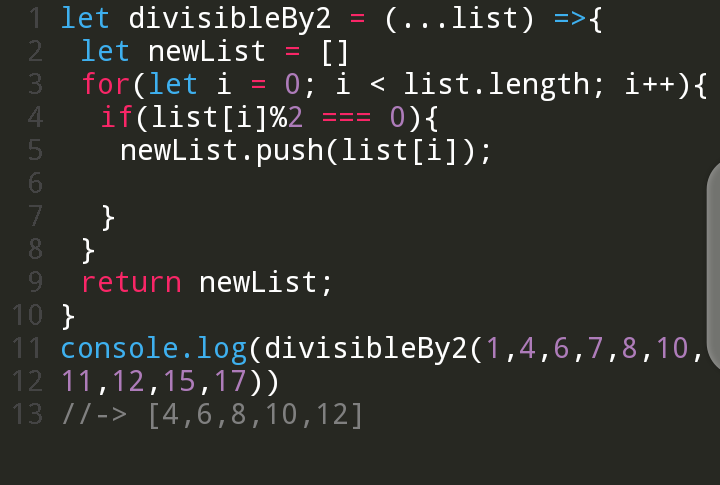 1 let divisibleBy2 = (...list) =>{
2  let newList = []
3  for(let i = 0; i < list.length; i++){
4   if(list[i]%2 === 0){
5    newList.push(list[i]);
6
7   }
8  }
9  return newList;
10 }
11 console.log(divisibleBy2(1,4,6,7,8,10,
12 11,12,15,17))
13 //-> [4,6,8,10,12]